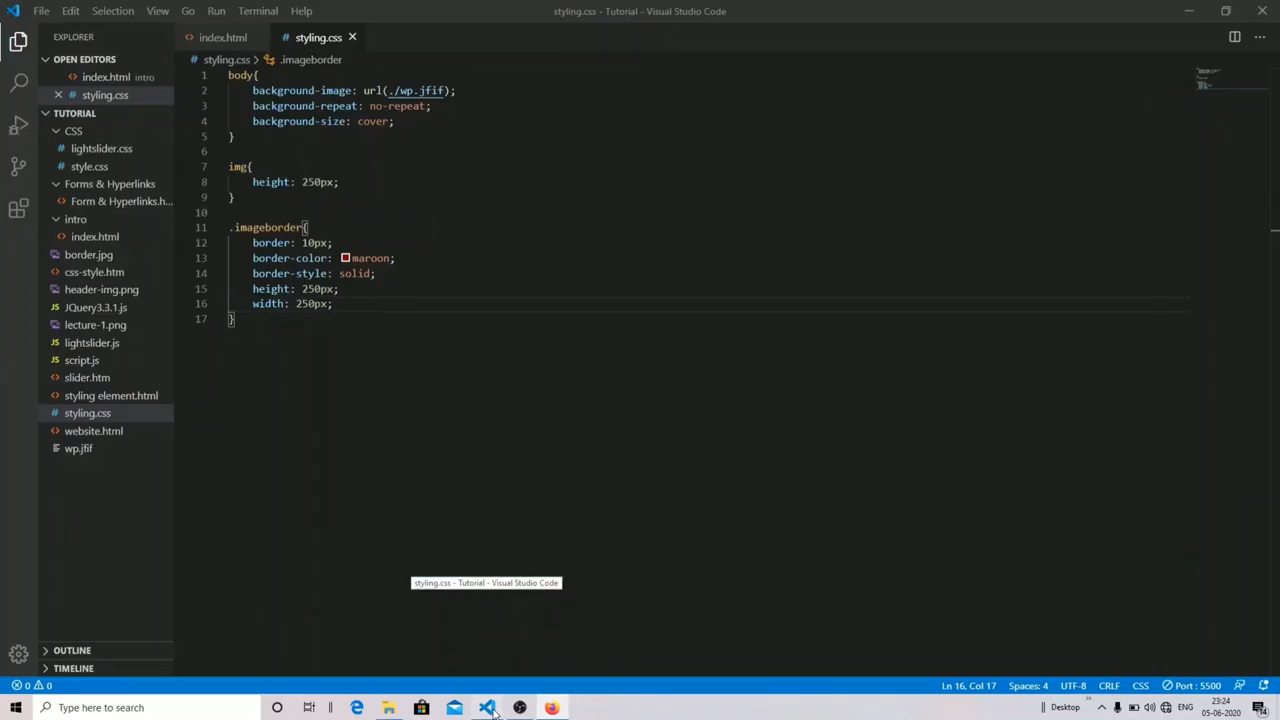 File Edit Selection View Go Run Terminal Help
styling.css - Tutorial - Visual Studio Code
EXPLORER
OPEN EDITORS
index.html intro
styling.css
TUTORIAL
CSS
lightslider.css
style.css
Forms & Hyperlinks
Forms & Hyperlinks.h...
intro
index.html
border.jpg
css-style.htm
header-img.png
JQuery3.3.1.js
lecture-1.png
lightslider.js
script.js
slider.htm
styling element.html
styling.css
website.html
wp.jfif
OUTLINE
TIMELINE
index.html
styling.css
styling.css > .imageborder
1 body{
2 background-image: url(./wp.jfif);
3 background-repeat: no-repeat;
4 background-size: cover;
5 }
6
7 img{
8 height: 250px;
9 }
10
11 .imageborder{
12 border: 10px;
13 border-color: maroon;
14 border-style: solid;
15 height: 250px;
16 width: 250px;
17 }
styling.css - Tutorial - Visual Studio Code
0 0
Ln 16, Col 17 Spaces: 4 UTF-8 CRLF CSS Port : 5500
Type here to search
Desktop
ENG
23:24
05-06-2020